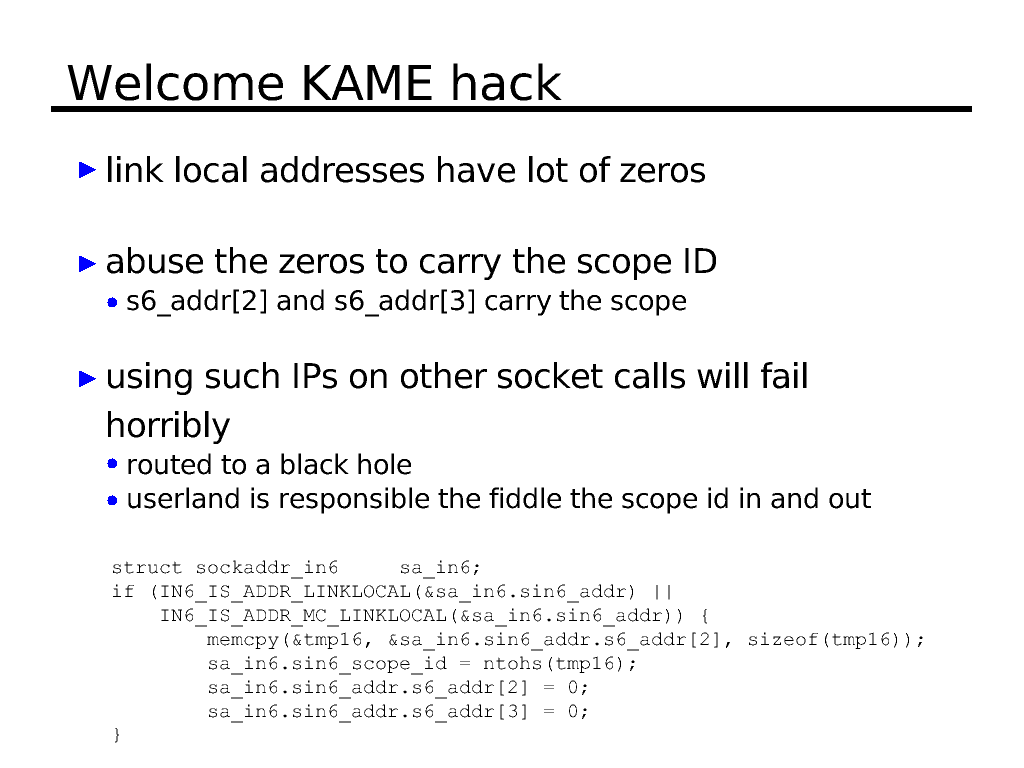 Welcome KAME hack
link local addresses have lot of zeros
abuse the zeros to carry the scope ID
s6_addr[2] and s6_addr[3] carry the scope
using such IPs on other socket calls will fail
horribly
routed to a black hole
userland is responsible the fiddle the scope id in and out
struct sockaddr_in6     sa_in6;
if (IN6_IS_ADDR_LINKLOCAL(&sa_in6.sin6_addr) ||
    IN6_IS_ADDR_MC_LINKLOCAL(&sa_in6.sin6_addr)) {
        memcpy(&tmp16, &sa_in6.sin6_addr.s6_addr[2], sizeof(tmp16));
        sa_in6.sin6_scope_id = ntohs(tmp16);
        sa_in6.sin6_addr.s6_addr[2] = 0;
        sa_in6.sin6_addr.s6_addr[3] = 0;
}